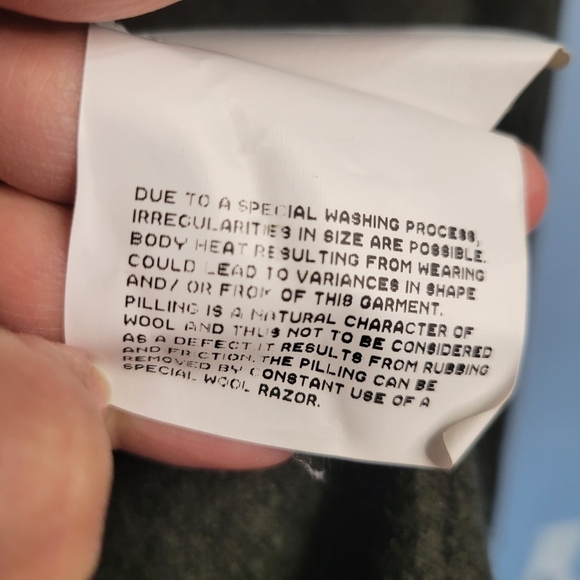 DUE TO A SPECIAL WASHING PROCESS,
IRREGULARITIES IN SIZE ARE POSSIBLE.
BODY HEAT RESULTING FROM WEARING
COULD LEAD TO VARIANCES IN SHAPE
AND/ OR FROM OF THIS GARMENT.
PILLING IS A NATURAL CHARACTER OF
WOOL AND THUS NOT TO BE CONSIDERED
AS A DEFECT.IT RESULTS FROM RUBBING
AND FRICTION.THE PILLING CAN BE
REMOVED BY CONSTANT USE OF A
SPECIAL WOOL RAZOR.